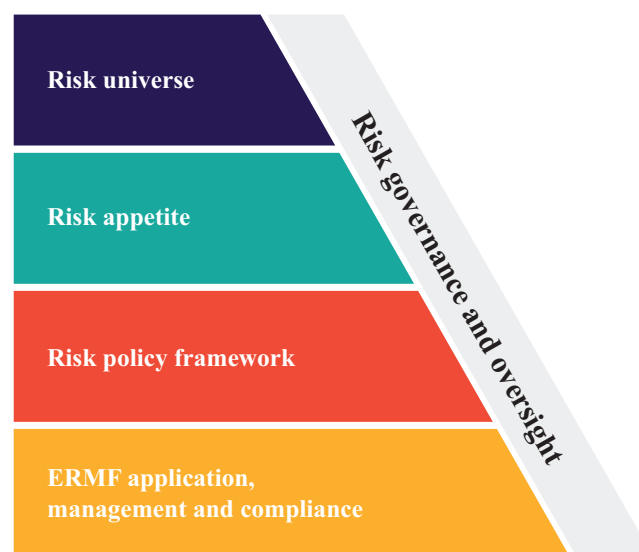 Risk universe
Risk appetite
Risk policy framework
ERMF application,
management and compliance
Risk governance and oversight